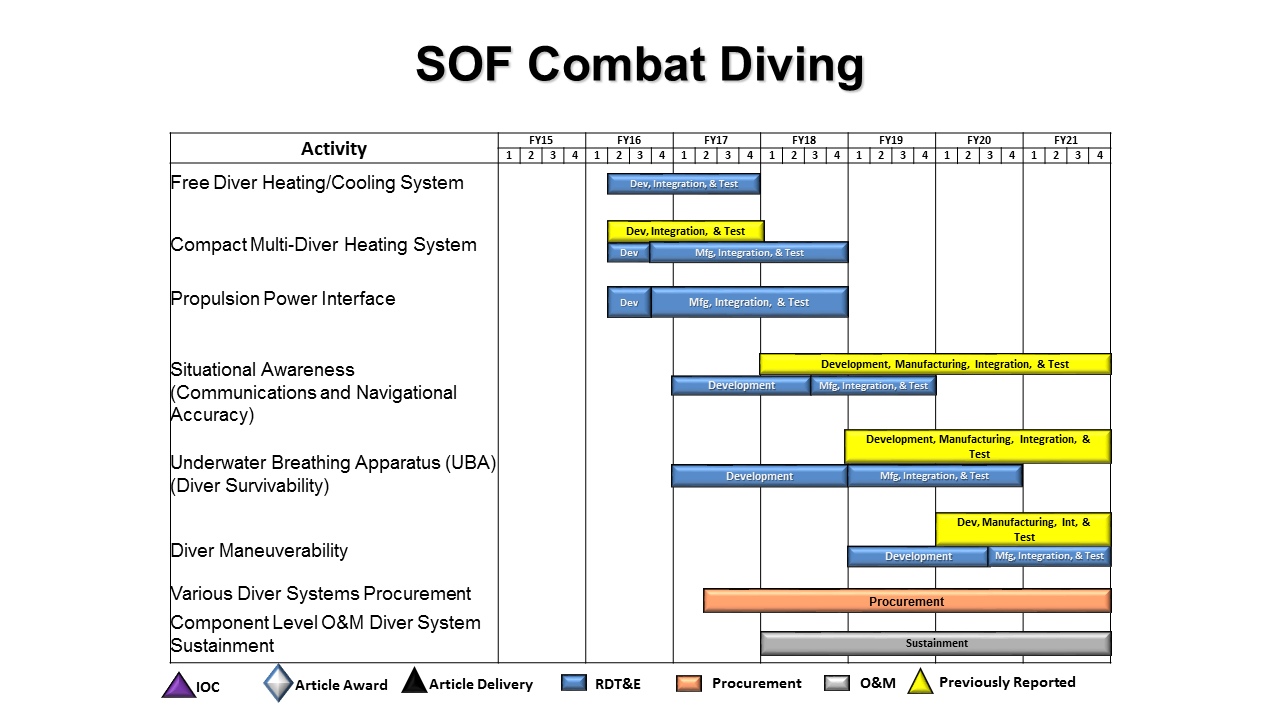 SOF Combat Diving
Activity
FY15 FY16 FY17 FY18 FY19 FY20 FY21
1 2 3 4 1 2 3 4 1 2 3 4 1 2 3 4 1 2 3 4 1 2 3 4 1 2 3 4
Free Diver Heating/Cooling System
Dev, Integration, & Test
Compact Multi-Diver Heating System
Dev, Integration, & Test
Dev
Mfg, Integration, & Test
Propulsion Power Interface
Dev
Mfg, Integration, & Test
Situational Awareness
(Communications and Navigational
Accuracy)
Development, Manufacturing, Integration, & Test
Development
Mfg, Integration, & Test
Underwater Breathing Apparatus (UBA)
(Diver Survivability)
Development, Manufacturing, Integration, &
Test
Development
Mfg, Integration, & Test
Diver Maneuverability
Dev, Manufacturing, Int, &
Test
Development
Mfg, Integration, & Test
Various Diver Systems Procurement
Procurement
Component Level O&M Diver System
Sustainment
Sustainment
IOC
Article Award
Article Delivery
RDT&E
Procurement
O&M
Previously Reported